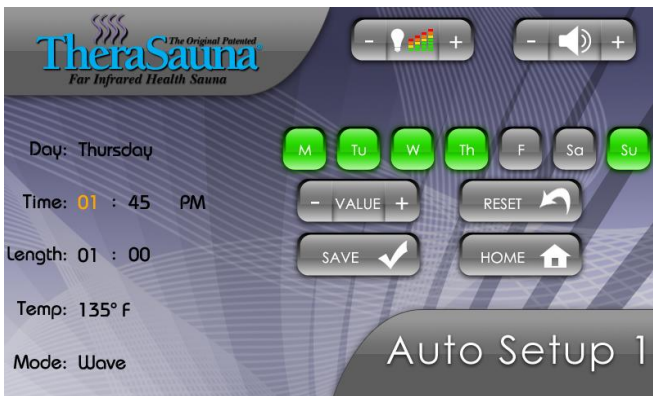 The Original Patented
TheraSauna®
Far Infrared Health Sauna
- +
- +
Day: Thursday
M Tu W Th F Sa Su
Time: 01 : 45 PM
- VALUE +
RESET
Length: 01 : 00
SAVE
HOME
Temp: 135° F
Mode: Wave
Auto Setup 1